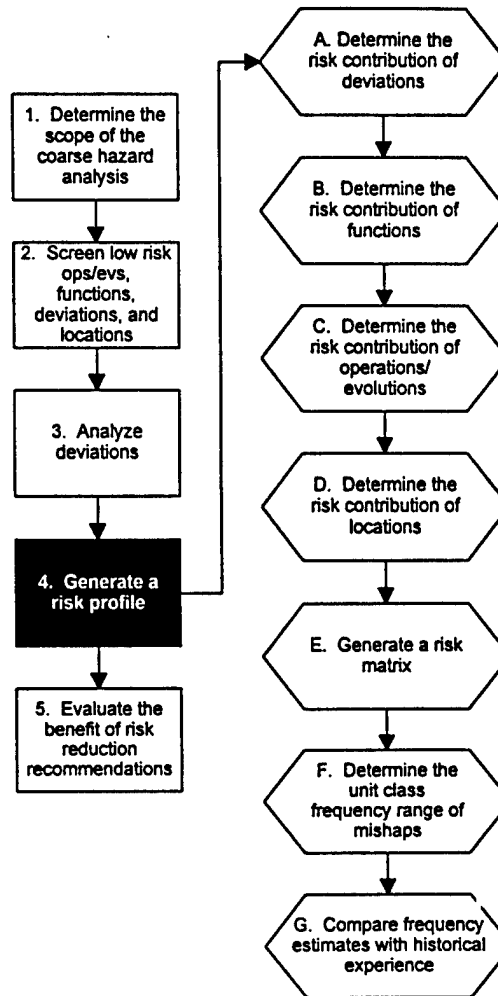 1. Determine the
scope of the
coarse hazard
analysis
2. Screen low risk
ops/evs,
functions,
deviations, and
locations
3. Analyze
deviations
4. Generate a
risk profile
5. Evaluate the
benefit of risk
reduction
recommendations
A. Determine the
risk contribution of
deviations
B. Determine the
risk contribution of
functions
C. Determine the
risk contribution of
operations/
evolutions
D. Determine the
risk contribution of
locations
E. Generate a risk
matrix
F. Determine the
unit class
frequency range of
mishaps
G. Compare frequency
estimates with historical
experience